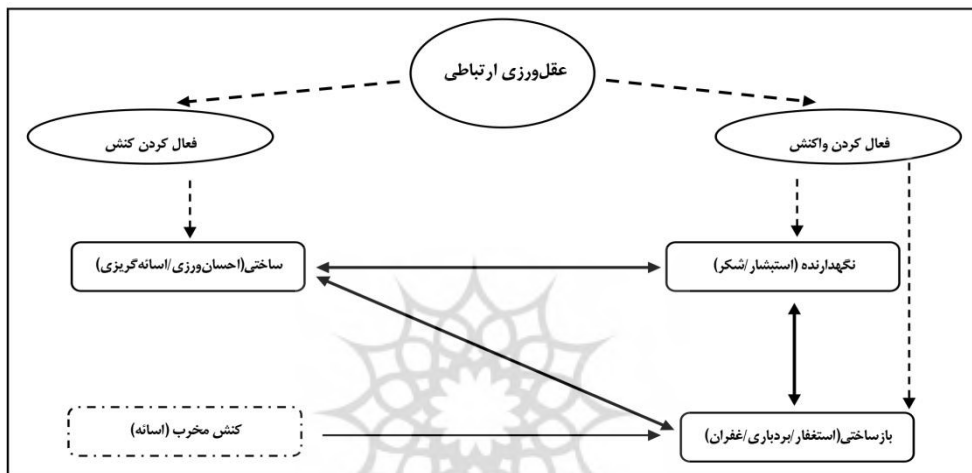 عقل‌ورزی ارتباطی
فعال کردن واکنش
فعال کردن کنش
نگهدارنده (استبشار/شکر)
ساختی(احسان‌ورزی/اسائه‌گریزی)
بازساختی(استغفار/بردباری/غفران)
کنش مخرب (اسائه)